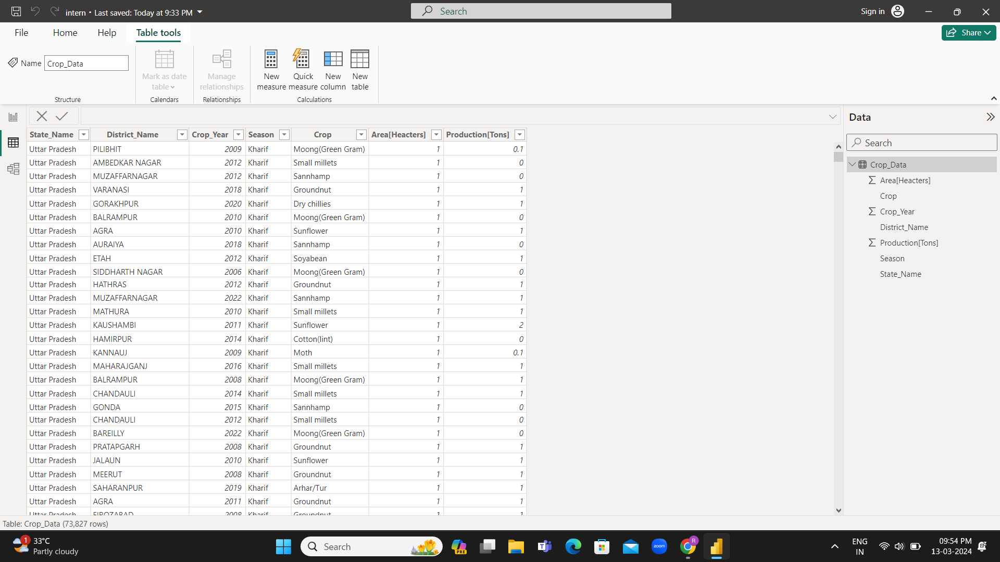 intern • Last saved: Today at 9:33 PM
Search
Sign in
File Home Help Table tools
Share
Name Crop_Data
Mark as date table
Manage relationships
New measure
Quick measure
New column
New table
Structure Calendars Relationships Calculations
Data
State_Name District_Name Crop_Year Season Crop Area[Heacters] Production[Tons]
Uttar Pradesh PILIBHIT 2009 Kharif Moong(Green Gram) 1 0.1
Uttar Pradesh AMBEDKAR NAGAR 2012 Kharif Small millets 1 0
Uttar Pradesh MUZAFFARNAGAR 2012 Kharif Sannhamp 1 0
Uttar Pradesh VARANASI 2018 Kharif Groundnut 1 1
Uttar Pradesh GORAKHPUR 2020 Kharif Dry chillies 1 1
Uttar Pradesh BALRAMPUR 2010 Kharif Moong(Green Gram) 1 0
Uttar Pradesh AGRA 2010 Kharif Sunflower 1 1
Uttar Pradesh AURAIYA 2018 Kharif Sannhamp 1 0
Uttar Pradesh ETAH 2012 Kharif Soyabean 1 1
Uttar Pradesh SIDDHARTH NAGAR 2006 Kharif Moong(Green Gram) 1 0
Uttar Pradesh HATHRAS 2012 Kharif Groundnut 1 1
Uttar Pradesh MUZAFFARNAGAR 2022 Kharif Sannhamp 1 1
Uttar Pradesh MATHURA 2010 Kharif Small millets 1 1
Uttar Pradesh KAUSHAMBI 2011 Kharif Sunflower 1 2
Uttar Pradesh HAMIRPUR 2014 Kharif Cotton(lint) 1 0
Uttar Pradesh KANNAUJ 2009 Kharif Moth 1 0.1
Uttar Pradesh MAHARAJGANJ 2016 Kharif Small millets 1 1
Uttar Pradesh BALRAMPUR 2008 Kharif Moong(Green Gram) 1 1
Uttar Pradesh CHANDAULI 2014 Kharif Small millets 1 1
Uttar Pradesh GONDA 2015 Kharif Sannhamp 1 0
Uttar Pradesh CHANDAULI 2012 Kharif Small millets 1 0
Uttar Pradesh BAREILLY 2022 Kharif Moong(Green Gram) 1 0
Uttar Pradesh PRATAPGARH 2008 Kharif Groundnut 1 1
Uttar Pradesh JALAUN 2010 Kharif Sunflower 1 1
Uttar Pradesh MEERUT 2008 Kharif Groundnut 1 1
Uttar Pradesh SAHARANPUR 2019 Kharif Arhar/Tur 1 1
Uttar Pradesh AGRA 2011 Kharif Groundnut 1 1
Uttar Pradesh FIROZABAD 2008 Kharif Groundnut 1 1
Search
Crop_Data
Area[Heacters]
Crop
Crop_Year
District_Name
Production[Tons]
Season
State_Name
Table: Crop_Data (73,827 rows)
1
33°C
Partly cloudy
Search
PRE
zoom
R
ENG
IN
09:54 PM
13-03-2024